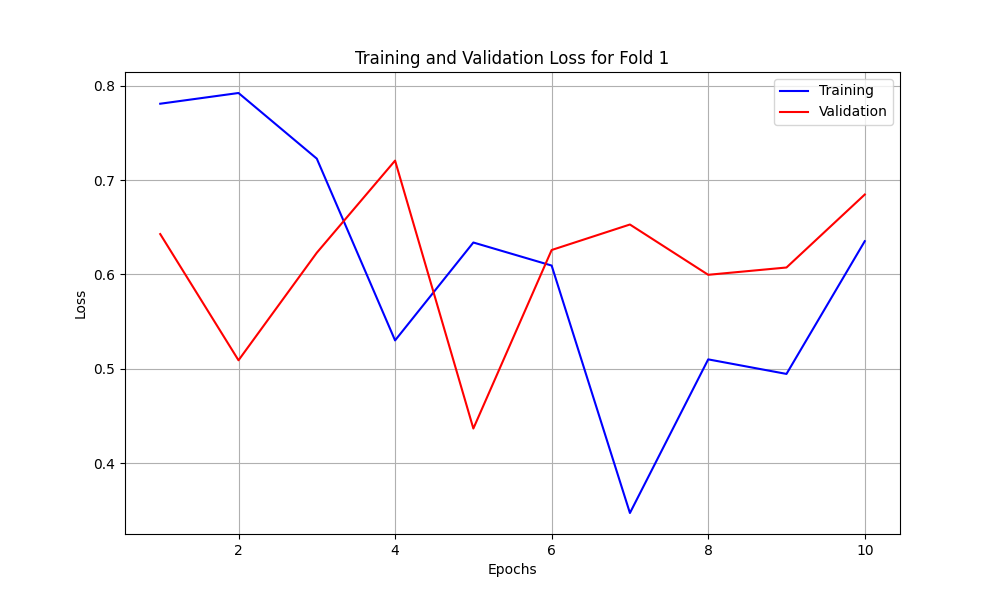 Training and Validation Loss for Fold 1
Training
Validation
0.8
0.7
0.6
0.5
0.4
Loss
2 4 6 8 10
Epochs